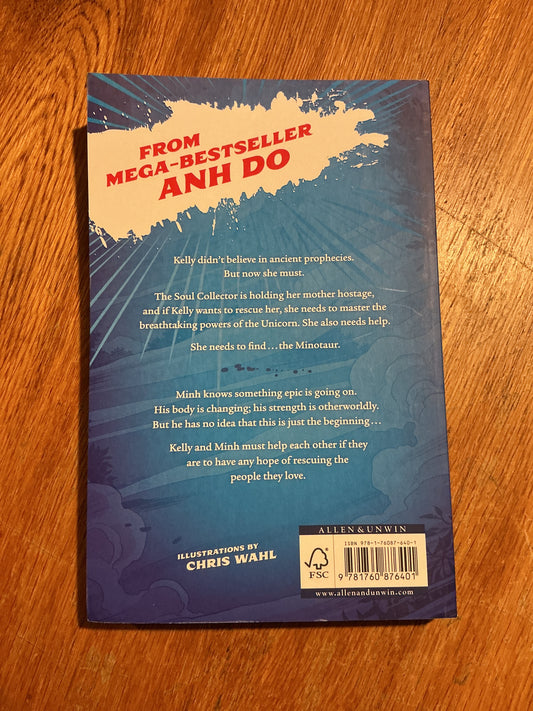 FROM
MEGA-BESTSELLER
ANH DO
Kelly didn't believe in ancient prophecies.
But now she must.
The Soul Collector is holding her mother hostage,
and if Kelly wants to rescue her, she needs to master the
breathtaking powers of the Unicorn. She also needs help.
She needs to find...the Minotaur.
Minh knows something epic is going on.
His body is changing; his strength is otherworldly.
But he has no idea that this is just the beginning...
Kelly and Minh must help each other if they
are to have any hope of rescuing the
people they love.
ILLUSTRATIONS BY
CHRIS WAHL
ALLEN & UNWIN
ISBN 978-1-76087-640-1
FSC
9 781760 876401
www.allenandunwin.com